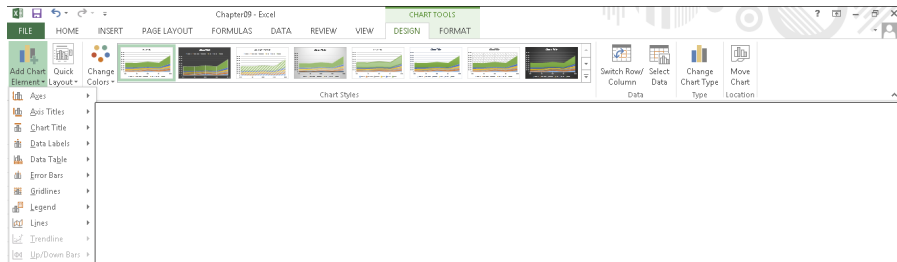 Chapter09 - Excel
CHART TOOLS
FILE HOME INSERT PAGE LAYOUT FORMULAS DATA REVIEW VIEW DESIGN FORMAT
Add Chart Element
Quick Layout
Change Colors
Chart Styles
Switch Row/ Column
Select Data
Data
Change Chart Type
Type
Move Chart
Location
Axes
Axis Titles
Chart Title
Data Labels
Data Table
Error Bars
Gridlines
Legend
Lines
Trendline
Up/Down Bars